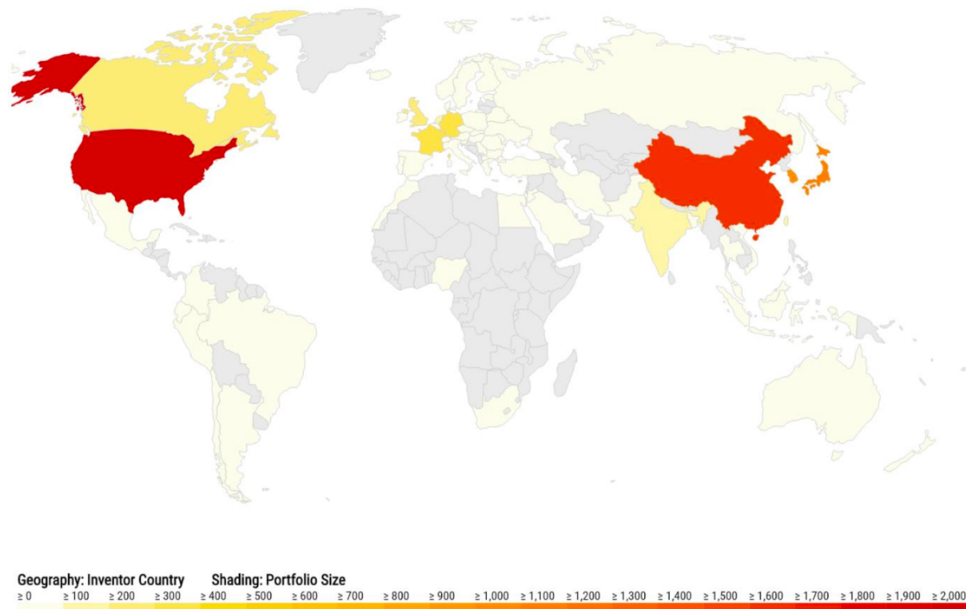 Geography: Inventor Country Shading: Portfolio Size
≥ 0 ≥ 100 ≥ 200 ≥ 300 ≥ 400 ≥ 500 ≥ 600 ≥ 700 ≥ 800 ≥ 900 ≥ 1,000 ≥ 1,100 ≥ 1,200 ≥ 1,300 ≥ 1,400 ≥ 1,500 ≥ 1,600 ≥ 1,700 ≥ 1,800 ≥ 1,900 ≥ 2,000